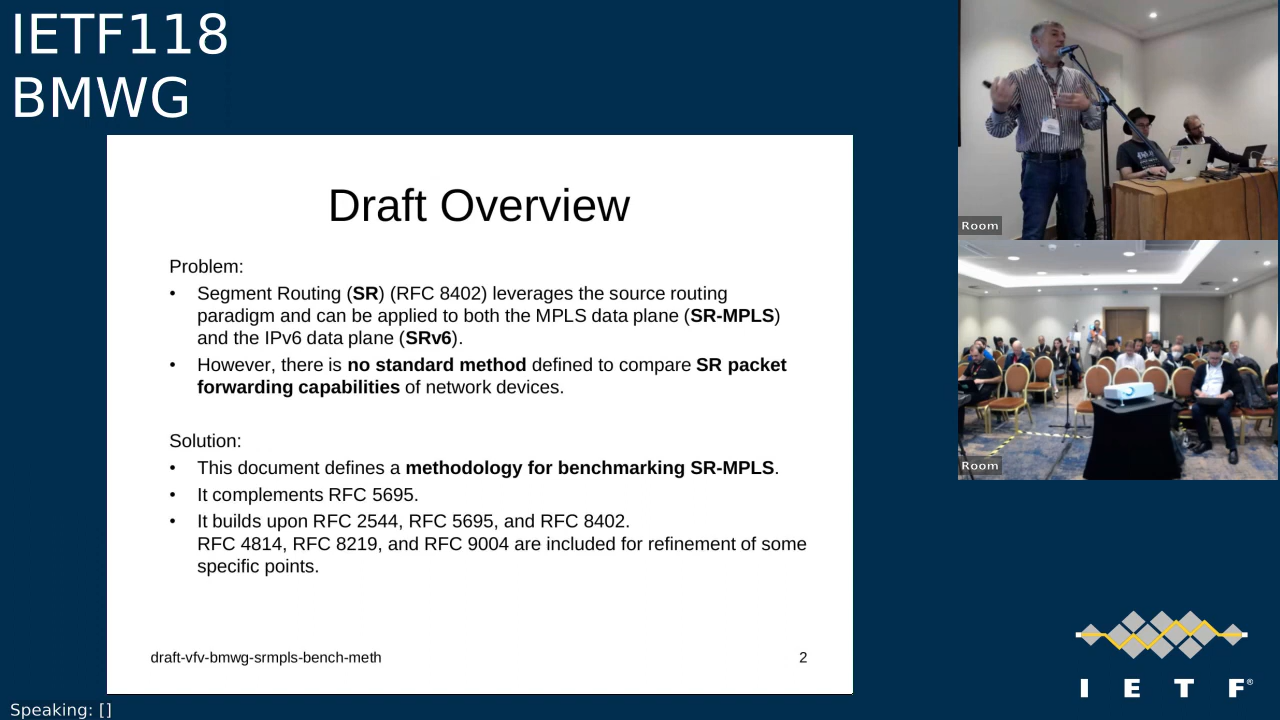 IETF118
BMWG
Draft Overview
Problem:
• Segment Routing (SR) (RFC 8402) leverages the source routing
paradigm and can be applied to both the MPLS data plane (SR-MPLS)
and the IPv6 data plane (SRv6).
• However, there is no standard method defined to compare SR packet
forwarding capabilities of network devices.
Solution:
• This document defines a methodology for benchmarking SR-MPLS.
• It complements RFC 5695.
• It builds upon RFC 2544, RFC 5695, and RFC 8402.
RFC 4814, RFC 8219, and RFC 9004 are included for refinement of some
specific points.
draft-vfv-bmwg-srmpls-bench-meth
2
Room
Room
I E T F®
Speaking: []